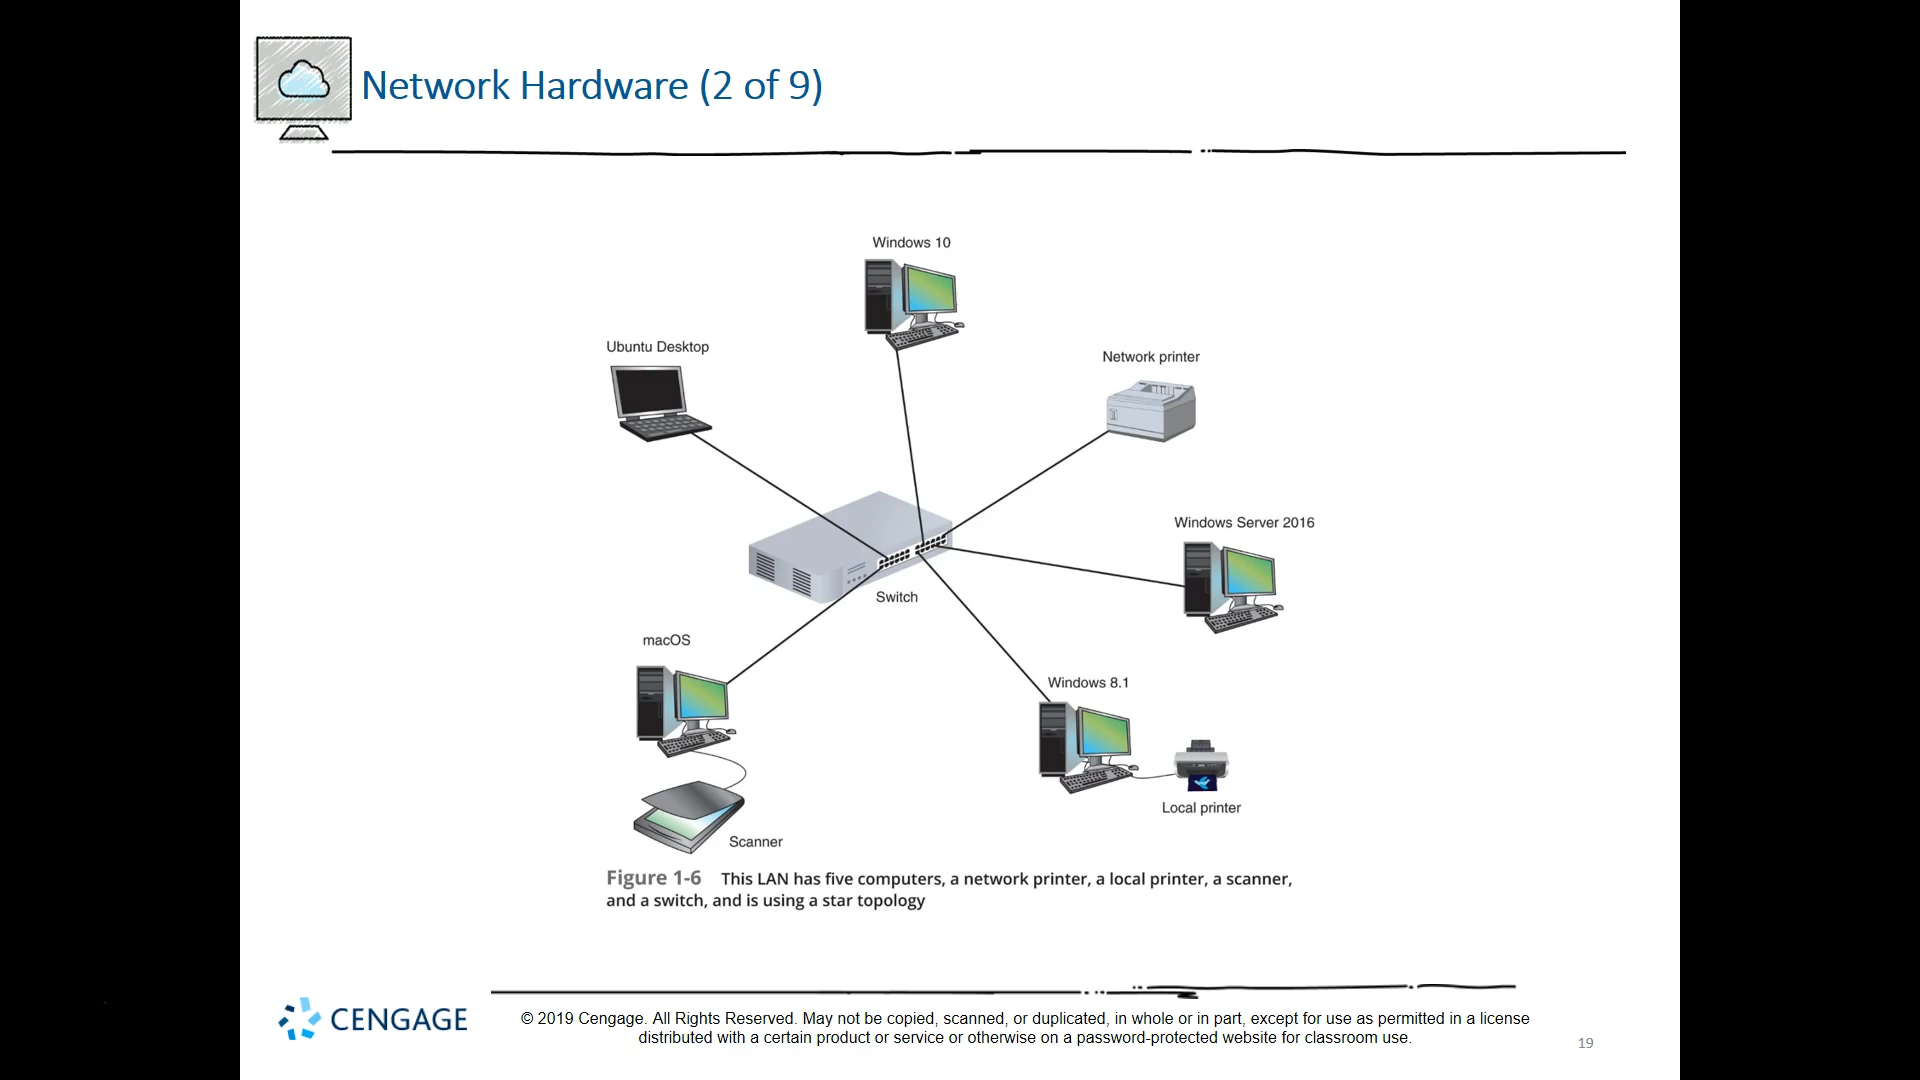 Network Hardware (2 of 9)
Windows 10
Ubuntu Desktop
Network printer
Windows Server 2016
Switch
macOS
Windows 8.1
Local printer
Scanner
Figure 1-6 This LAN has five computers, a network printer, a local printer, a scanner,
and a switch, and is using a star topology
CENGAGE
© 2019 Cengage. All Rights Reserved. May not be copied, scanned, or duplicated, in whole or in part, except for use as permitted in a license
distributed with a certain product or service or otherwise on a password-protected website for classroom use.
19